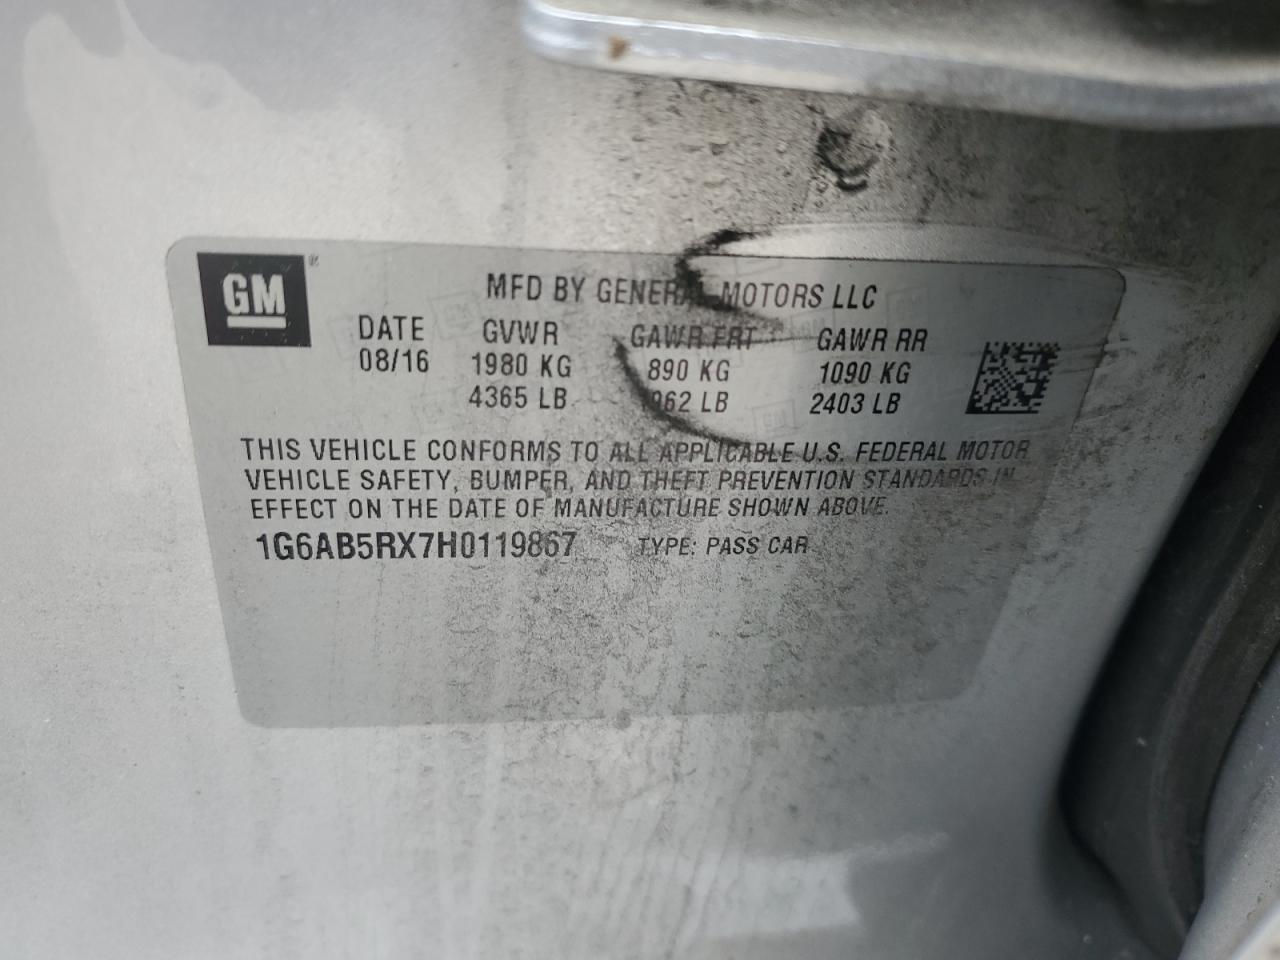 GM ®
MFD BY GENERAL MOTORS LLC
DATE GVWR GAWR FRT GAWR RR
08/16 1980 KG 890 KG 1090 KG
4365 LB 1962 LB 2403 LB
THIS VEHICLE CONFORMS TO ALL APPLICABLE U.S. FEDERAL MOTOR
VEHICLE SAFETY, BUMPER, AND THEFT PREVENTION STANDARDS IN
EFFECT ON THE DATE OF MANUFACTURE SHOWN ABOVE.
1G6AB5RX7H0119867 TYPE: PASS CAR